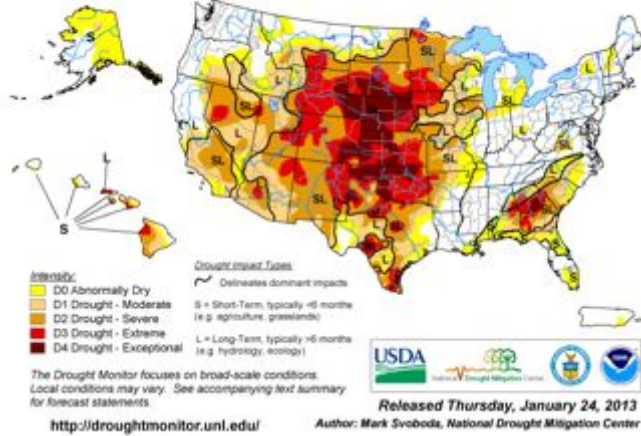 S
L
SL
SL
L
L
L
SL
L
L
SL
SL
SL
SL
L
S
L
S
Intensity:
D0 Abnormally Dry
D1 Drought - Moderate
D2 Drought - Severe
D3 Drought - Extreme
D4 Drought - Exceptional
Drought Impact Types:
Delineates dominant impacts
S = Short-Term, typically <6 months
(e.g. agriculture, grasslands)
L = Long-Term, typically >6 months
(e.g. hydrology, ecology)
The Drought Monitor focuses on broad-scale conditions.
Local conditions may vary. See accompanying text summary
for forecast statements.
http://droughtmonitor.unl.edu/
USDA
National Drought Mitigation Center
Released Thursday, January 24, 2013
Author: Mark Svoboda, National Drought Mitigation Center